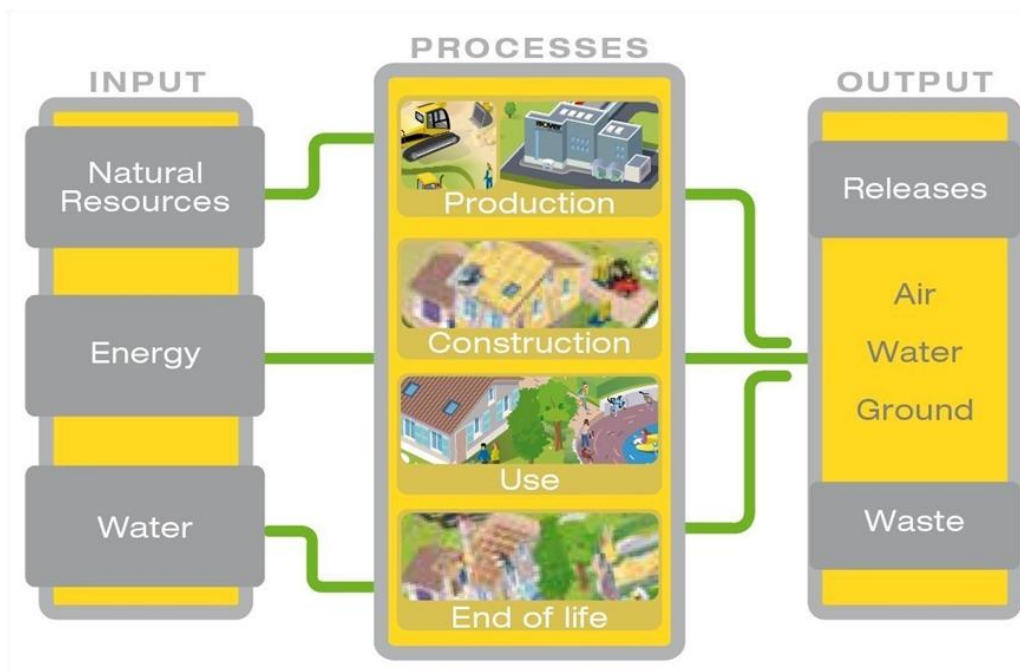 INPUT
Natural
Resources
Energy
Water
PROCESSES
Production
Construction
Use
End of life
OUTPUT
Releases
Air
Water
Ground
Waste